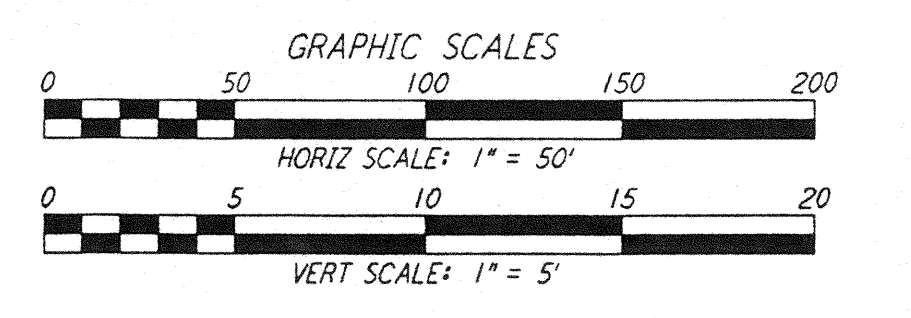 GRAPHIC SCALES
0 50 100 150 200
HORIZ SCALE: 1" = 50'
0 5 10 15 20
VERT SCALE: 1" = 5'